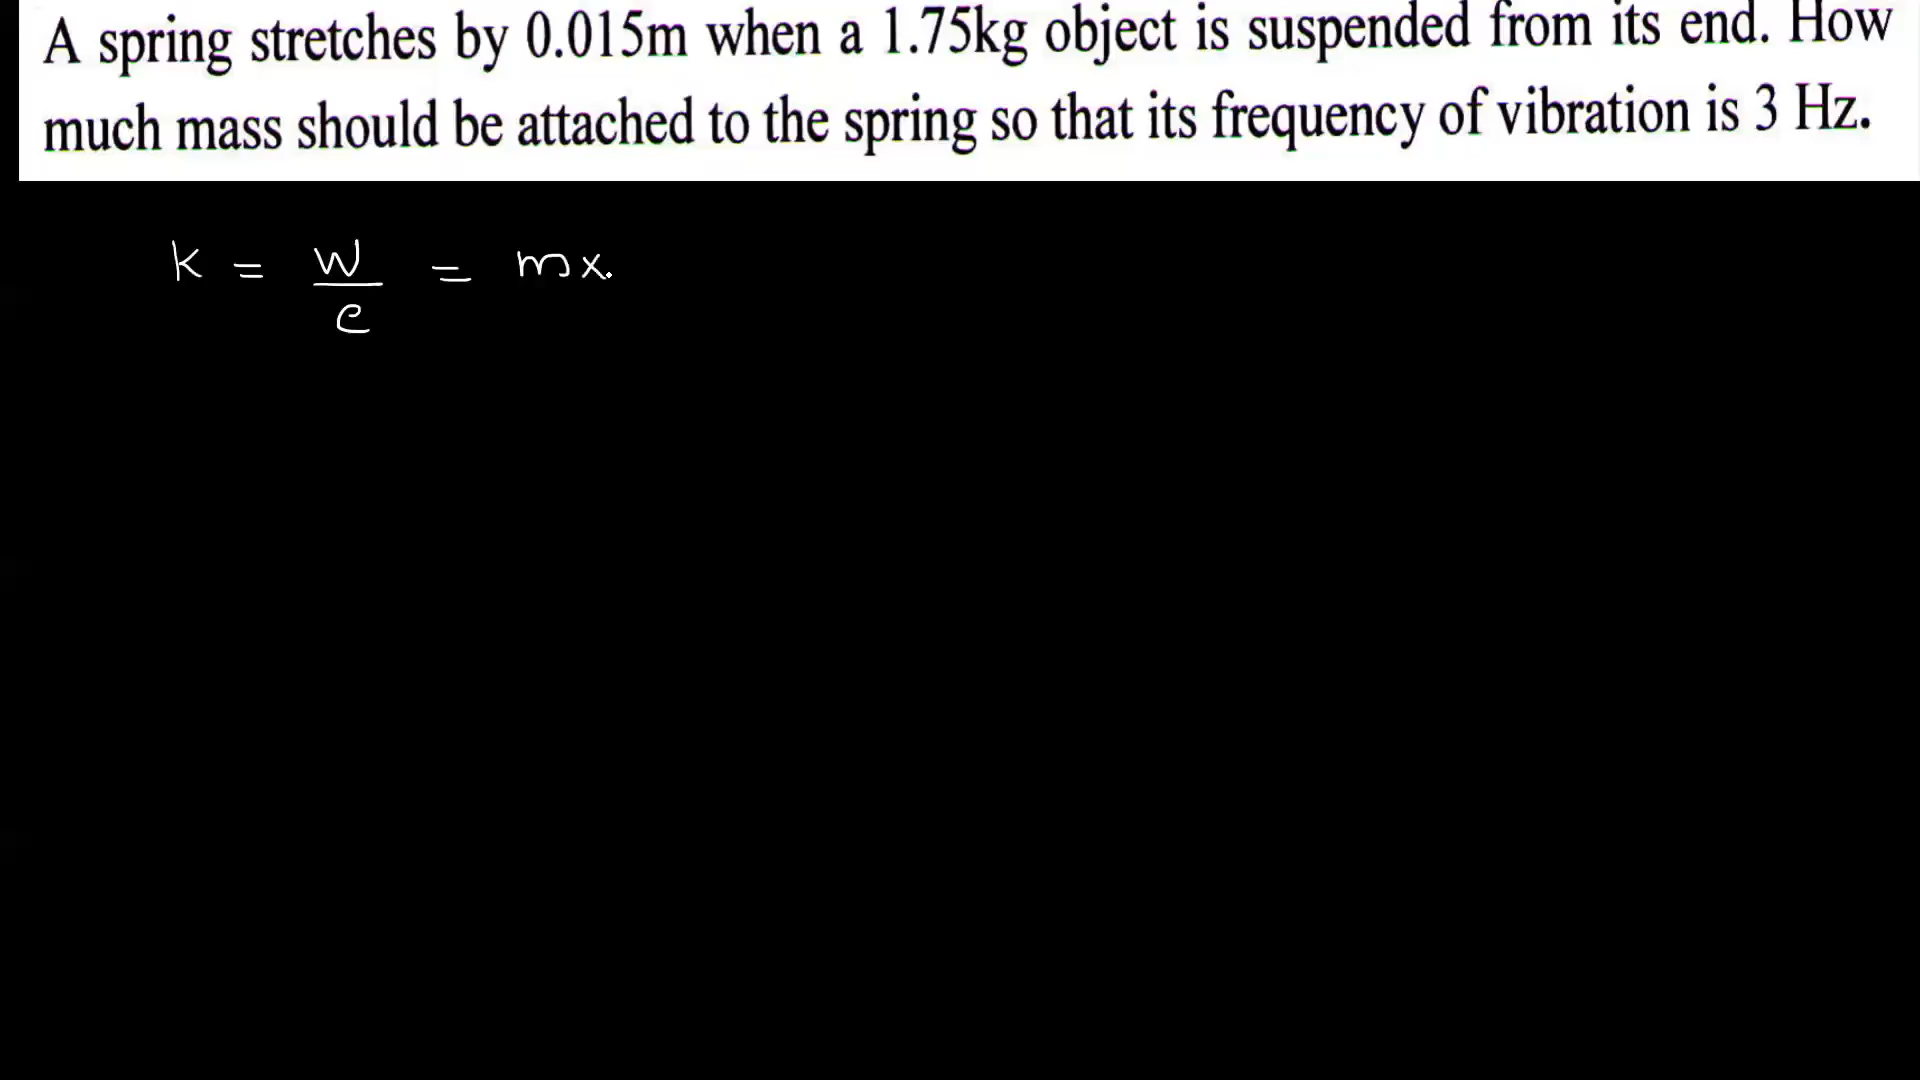 A spring stretches by 0.015m when a 1.75kg object is suspended from its end. How
much mass should be attached to the spring so that its frequency of vibration is 3 Hz.
K = W/e = mx.